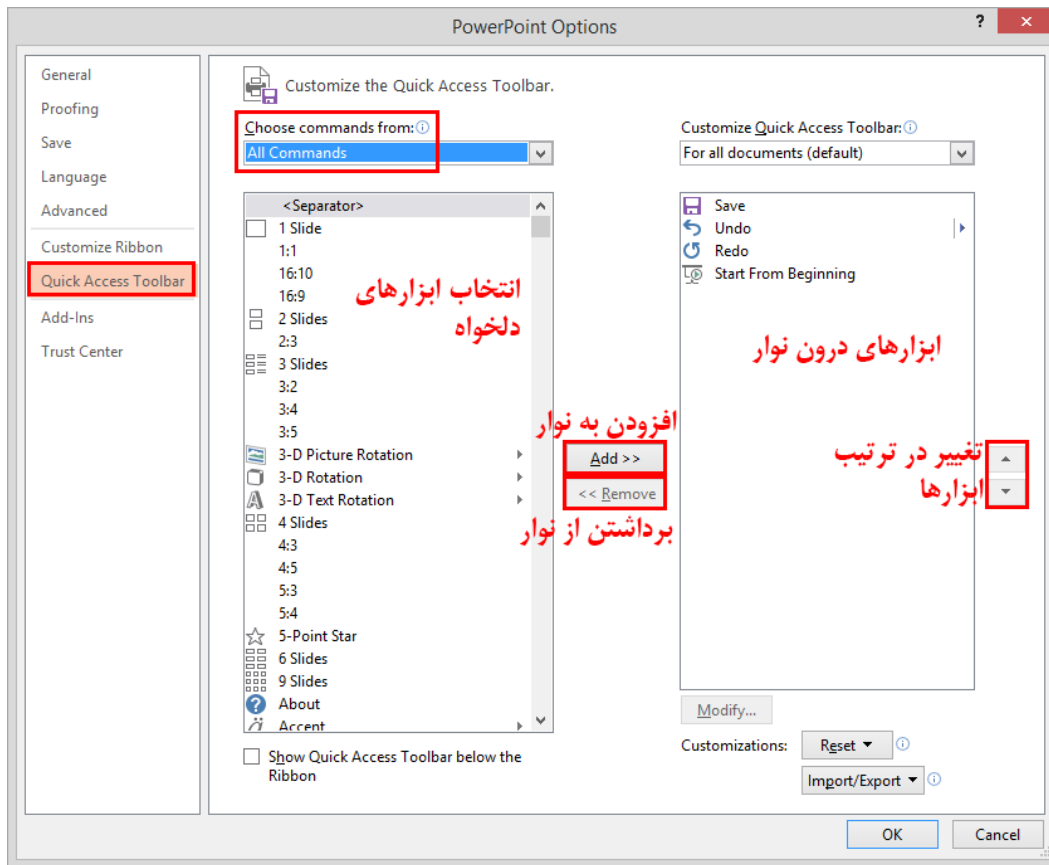 PowerPoint Options
?
×
General
Proofing
Save
Language
Advanced
Customize Ribbon
Quick Access Toolbar
Add-Ins
Trust Center
Customize the Quick Access Toolbar.
Choose commands from:
All Commands
<Separator>
1 Slide
1:1
16:10
16:9
2 Slides
2:3
3 Slides
3:2
3:4
3:5
3-D Picture Rotation
3-D Rotation
3-D Text Rotation
4 Slides
4:3
4:5
5:3
5:4
5-Point Star
6 Slides
9 Slides
About
Accent
انتخاب ابزارهای
دلخواه
Show Quick Access Toolbar below the
Ribbon
افزودن به نوار
Add >>
<< Remove
برداشتن از نوار
Customize Quick Access Toolbar:
For all documents (default)
Save
Undo
Redo
Start From Beginning
ابزارهای درون نوار
تغییر در ترتیب
ابزارها
Modify...
Customizations:
Reset
Import/Export
OK
Cancel